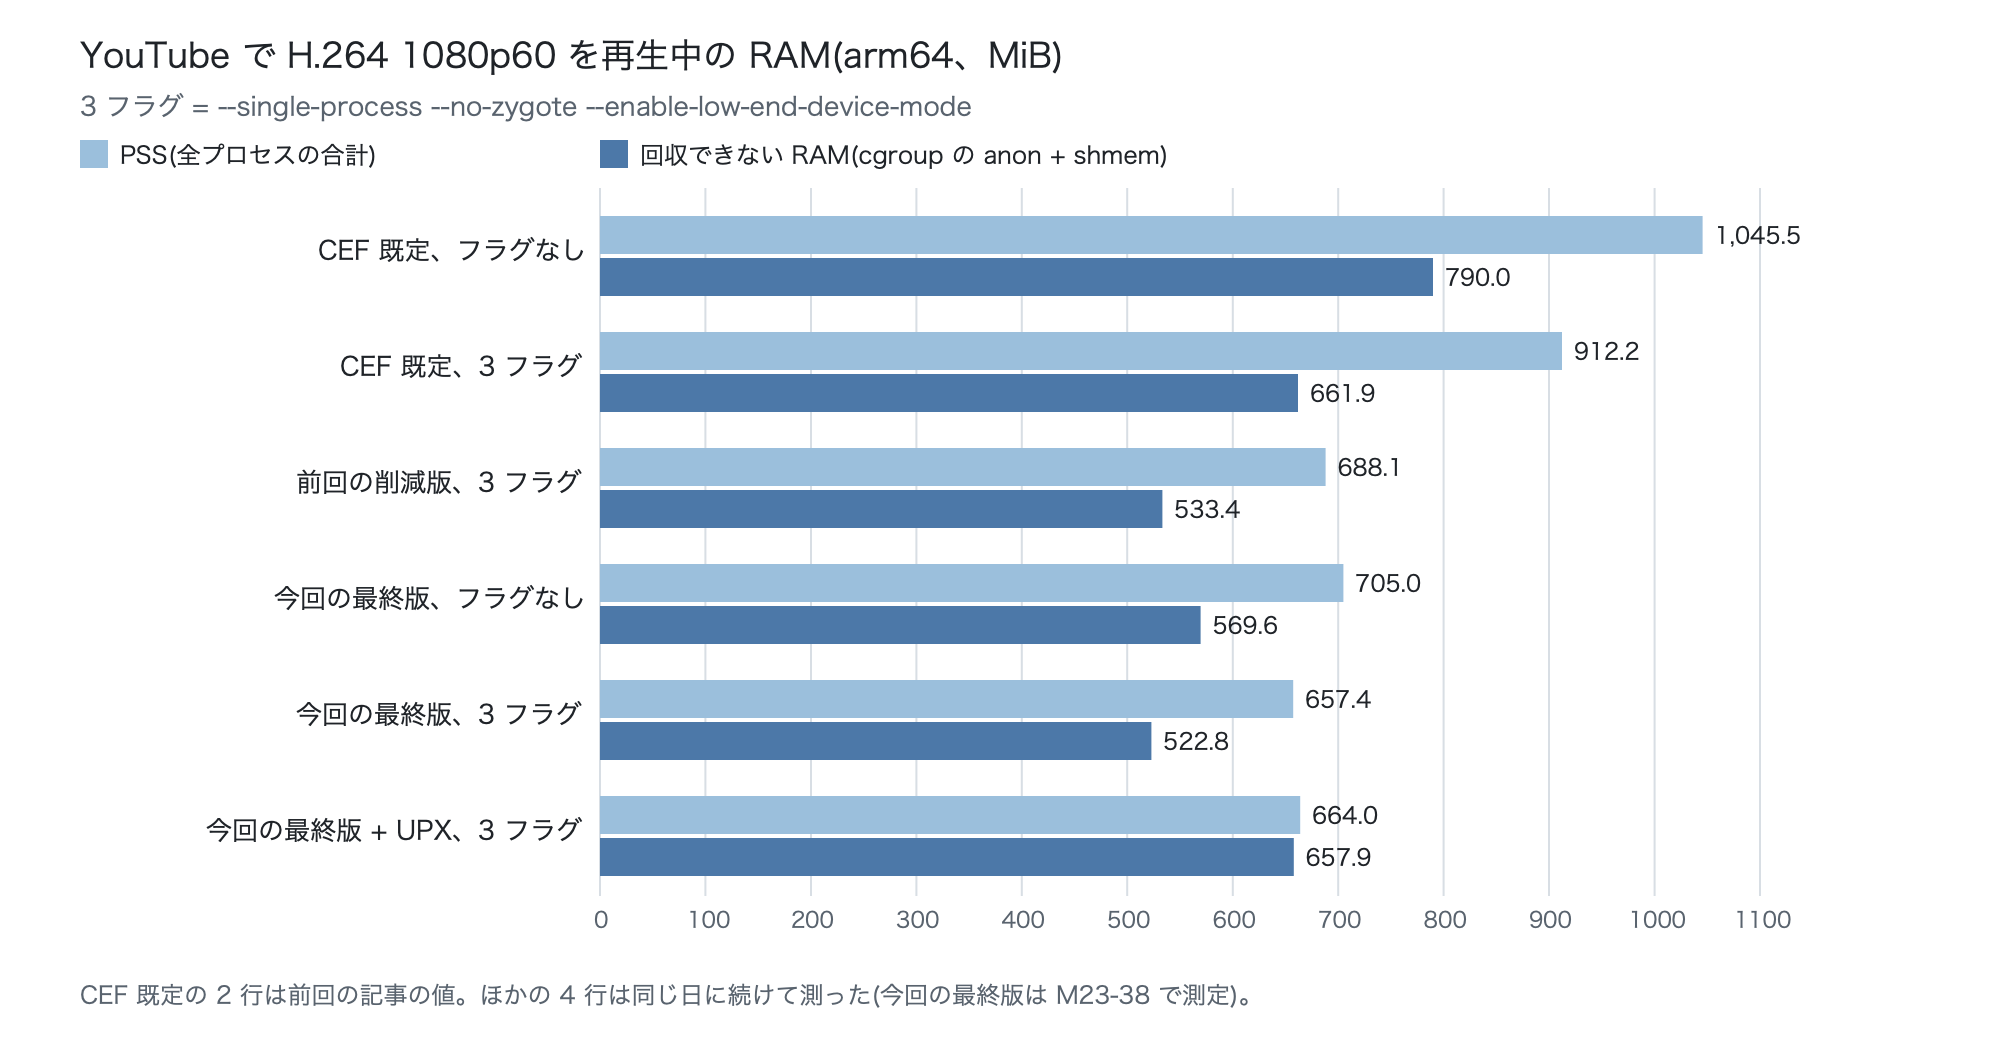 YouTube で H.264 1080p60 を再生中の RAM(arm64、MiB)
3 フラグ = --single-process --no-zygote --enable-low-end-device-mode
PSS(全プロセスの合計)
回収できない RAM(cgroup の anon + shmem)
CEF 既定、フラグなし
1,045.5
790.0
CEF 既定、3 フラグ
912.2
661.9
前回の削減版、3 フラグ
688.1
533.4
今回の最終版、フラグなし
705.0
569.6
今回の最終版、3 フラグ
657.4
522.8
今回の最終版 + UPX、3 フラグ
664.0
657.9
0 100 200 300 400 500 600 700 800 900 1000 1100
CEF 既定の 2 行は前回の記事の値。ほかの 4 行は同じ日に続けて測った(今回の最終版は M23-38 で測定)。